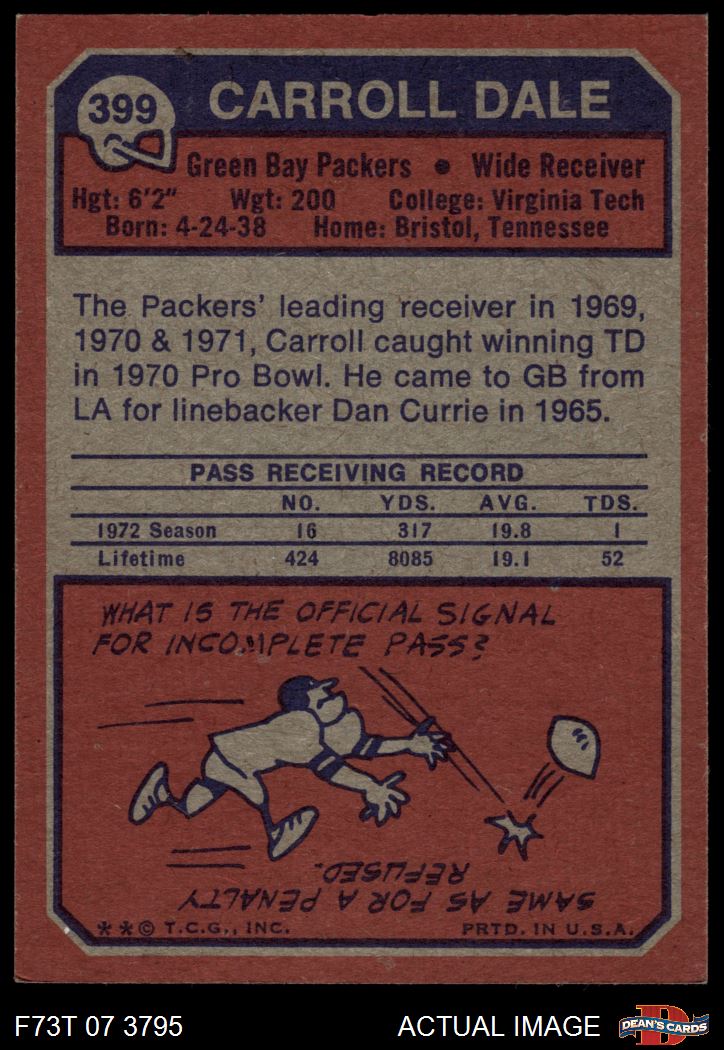 399
CARROLL DALE
Green Bay Packers • Wide Receiver
Hgt: 6'2" Wgt: 200 College: Virginia Tech
Born: 4-24-38 Home: Bristol, Tennessee
The Packers' leading receiver in 1969,
1970 & 1971, Carroll caught winning TD
in 1970 Pro Bowl. He came to GB from
LA for linebacker Dan Currie in 1965.
PASS RECEIVING RECORD
NO. YDS. AVG. TDS.
1972 Season 16 317 19.8 1
Lifetime 424 8085 19.1 52
WHAT IS THE OFFICIAL SIGNAL
FOR INCOMPLETE PASS?
SAME AS FOR A PENALTY
REFUSED.
**© T.C.G., INC. PRTD. IN U.S.A.
F73T 07 3795 ACTUAL IMAGE
D
DEAN'S CARDS